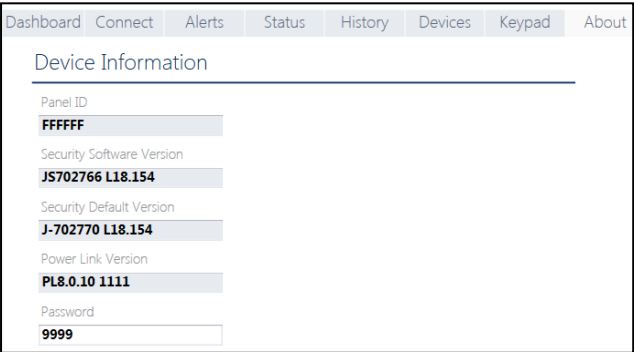 Dashboard Connect Alerts Status History Devices Keypad About
Device Information
Panel ID
FFFFFF
Security Software Version
JS702766 L18.154
Security Default Version
J-702770 L18.154
Power Link Version
PL8.0.10 1111
Password
9999